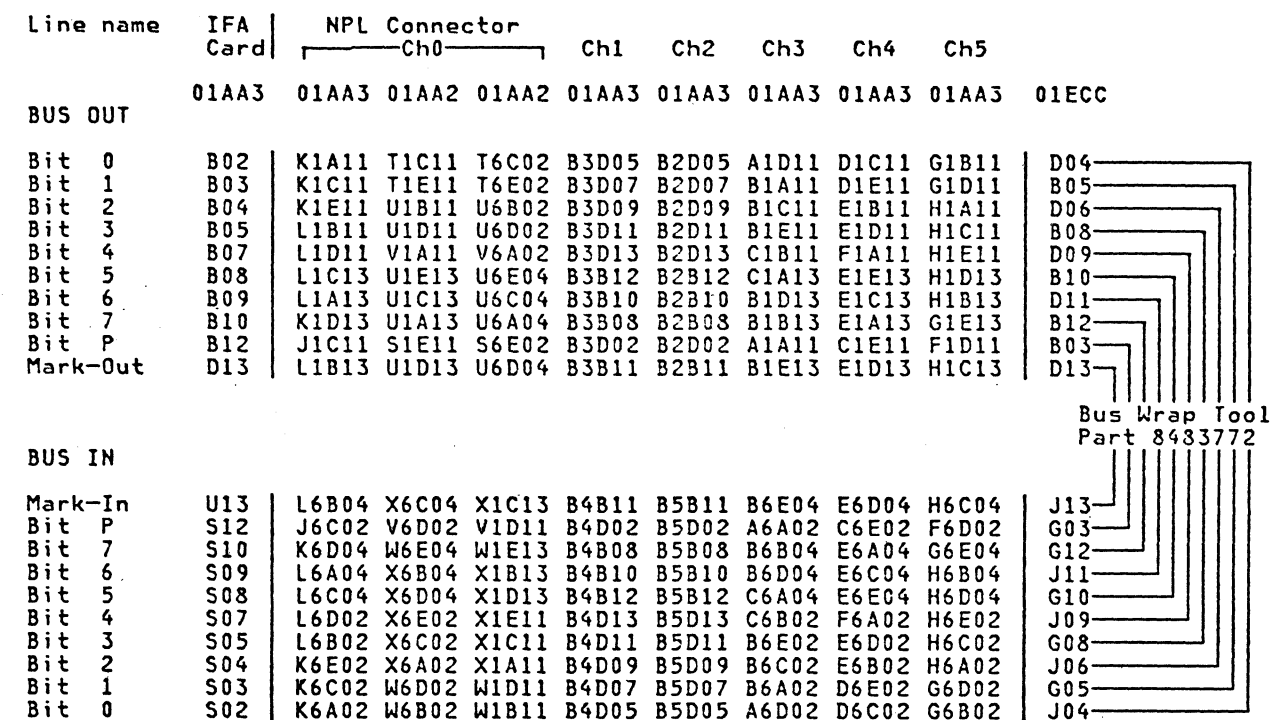 Line name IFA NPL Connector
Card Ch0 Ch1 Ch2 Ch3 Ch4 Ch5
01AA3 01AA3 01AA2 01AA2 01AA3 01AA3 01AA3 01AA3 01AA3 01ECC
BUS OUT
Bit 0 B02 K1A11 T1C11 T6C02 B3D05 B2D05 A1D11 D1C11 G1B11 D04
Bit 1 B03 K1C11 T1E11 T6E02 B3D07 B2D07 B1A11 D1E11 G1D11 B05
Bit 2 B04 K1E11 U1B11 U6B02 B3D09 B2D09 B1C11 E1B11 H1A11 D06
Bit 3 B05 L1B11 U1D11 U6D02 B3D11 B2D11 B1E11 E1D11 H1C11 B08
Bit 4 B07 L1D11 V1A11 V6A02 B3D13 B2D13 C1B11 F1A11 H1E11 D09
Bit 5 B08 L1C13 U1E13 U6E04 B3B12 B2B12 C1A13 E1E13 H1D13 B10
Bit 6 B09 L1A13 U1C13 U6C04 B3B10 B2B10 B1D13 E1C13 H1B13 D11
Bit 7 B10 K1D13 U1A13 U6A04 B3B08 B2B08 B1B13 E1A13 G1E13 B12
Bit P B12 J1C11 S1E11 S6E02 B3D02 B2D02 A1A11 C1E11 F1D11 B03
Mark-Out D13 L1B13 U1D13 U6D04 B3B11 B2B11 B1E13 E1D13 H1C13 D13
Bus Wrap Tool
Part 8483772
BUS IN
Mark-In U13 L6B04 X6C04 X1C13 B4B11 B5B11 B6E04 E6D04 H6C04 J13
Bit P S12 J6C02 V6D02 V1D11 B4D02 B5D02 A6A02 C6E02 F6D02 G03
Bit 7 S10 K6D04 W6E04 W1E13 B4B08 B5B08 B6B04 E6A04 G6E04 G12
Bit 6 S09 L6A04 X6B04 X1B13 B4B10 B5B10 B6D04 E6C04 H6B04 J11
Bit 5 S08 L6C04 X6D04 X1D13 B4B12 B5B12 C6A04 E6E04 H6D04 G10
Bit 4 S07 L6D02 X6E02 X1E11 B4D13 B5D13 C6B02 F6A02 H6E02 J09
Bit 3 S05 L6B02 X6C02 X1C11 B4D11 B5D11 B6E02 E6D02 H6C02 G08
Bit 2 S04 K6E02 X6A02 X1A11 B4D09 B5D09 B6C02 E6B02 H6A02 J06
Bit 1 S03 K6C02 W6D02 W1D11 B4D07 B5D07 B6A02 D6E02 G6D02 G05
Bit 0 S02 K6A02 W6B02 W1B11 B4D05 B5D05 A6D02 D6C02 G6B02 J04